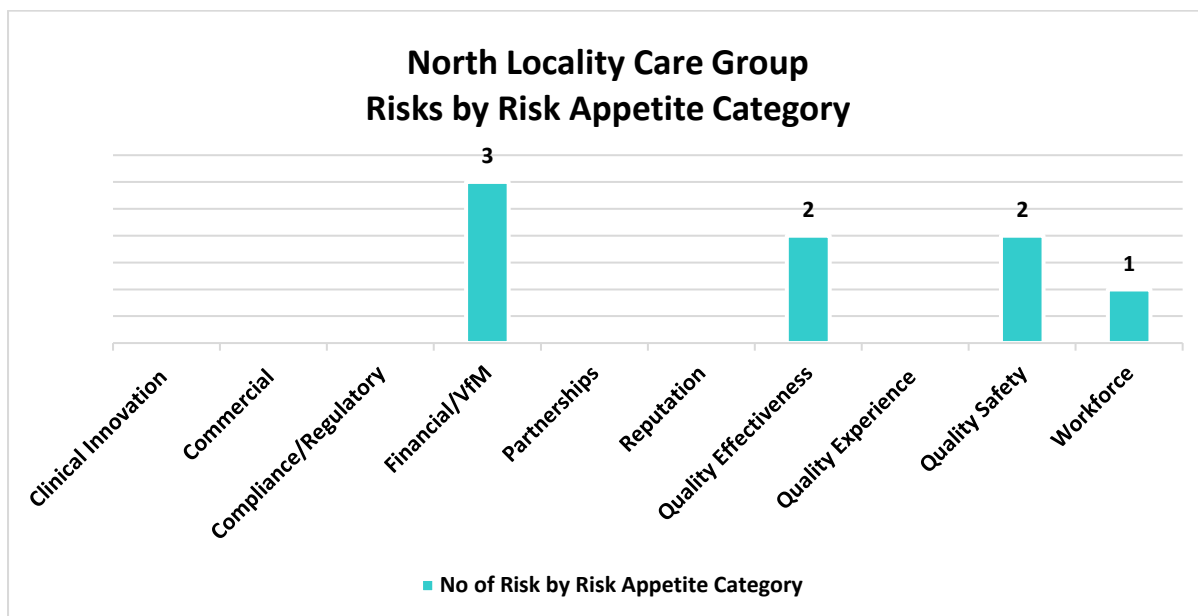 North Locality Care Group
Risks by Risk Appetite Category
3
2
2
1
Clinical Innovation
Commercial
Compliance/Regulatory
Financial/VfM
Partnerships
Reputation
Quality Effectiveness
Quality Experience
Quality Safety
Workforce
No of Risk by Risk Appetite Category